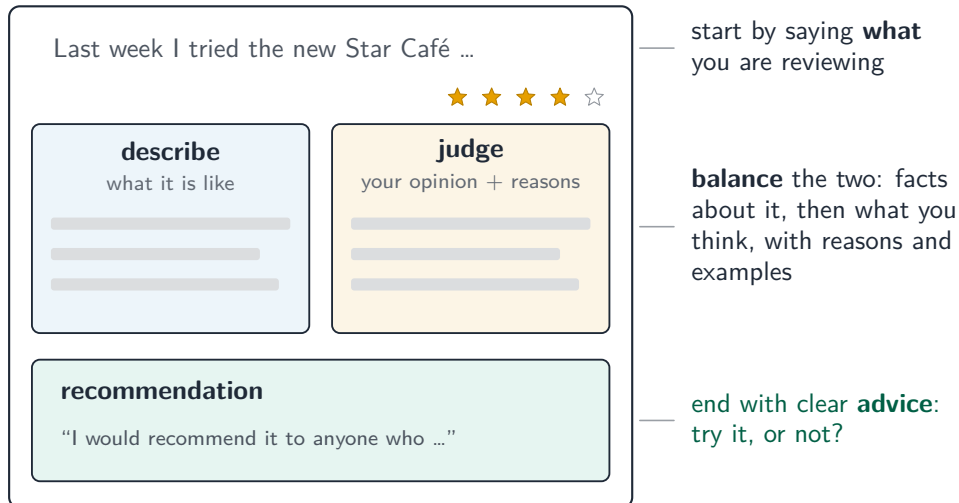 Last week I tried the new Star Café …
start by saying what
you are reviewing
describe
what it is like
judge
your opinion + reasons
balance the two: facts
about it, then what you
think, with reasons and
examples
recommendation
“I would recommend it to anyone who …”
end with clear advice:
try it, or not?